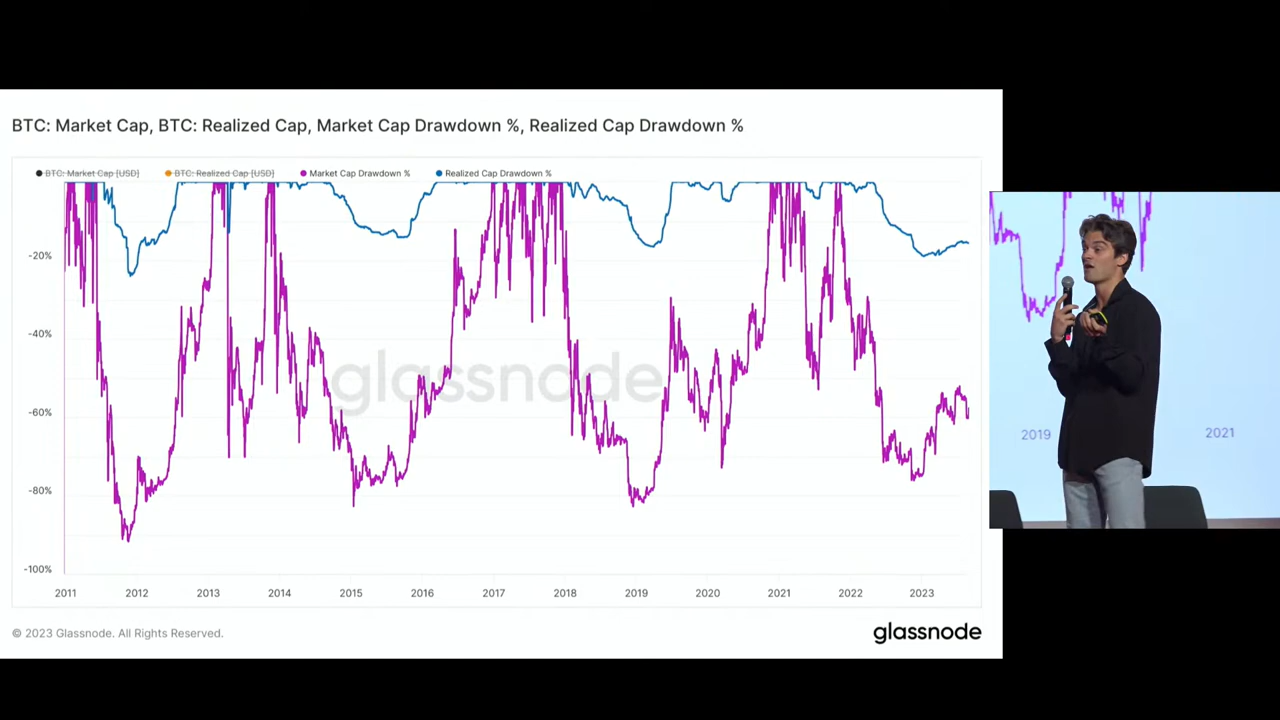 BTC: Market Cap, BTC: Realized Cap, Market Cap Drawdown %, Realized Cap Drawdown %
BTC: Market Cap [USD] BTC: Realized Cap [USD] Market Cap Drawdown % Realized Cap Drawdown %
-20%
-40%
glassnode
-60%
-80%
-100%
2011 2012 2013 2014 2015 2016 2017 2018 2019 2020 2021 2022 2023
© 2023 Glassnode. All Rights Reserved.
glassnode
2019 2021